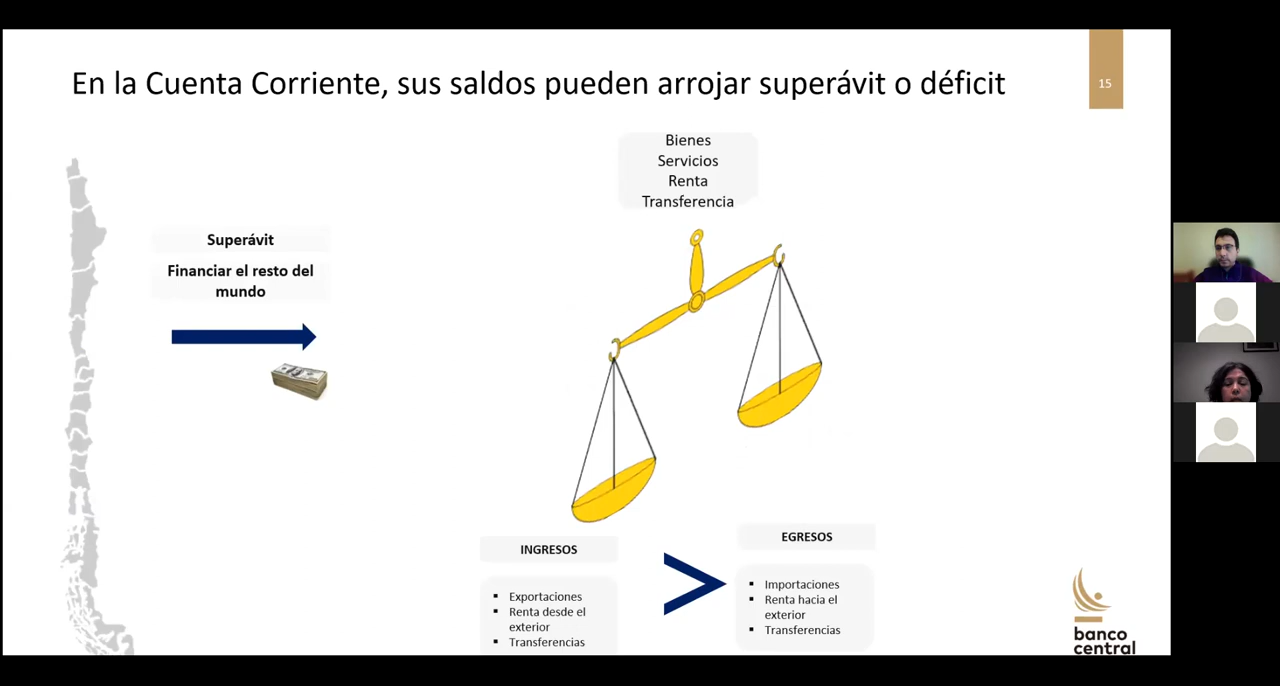 En la Cuenta Corriente, sus saldos pueden arrojar superávit o déficit
15
Bienes
Servicios
Renta
Transferencia
Superávit
Financiar el resto del
mundo
INGRESOS
▪ Exportaciones
▪ Renta desde el
exterior
▪ Transferencias
>
EGRESOS
▪ Importaciones
▪ Renta hacia el
exterior
▪ Transferencias
banco
central